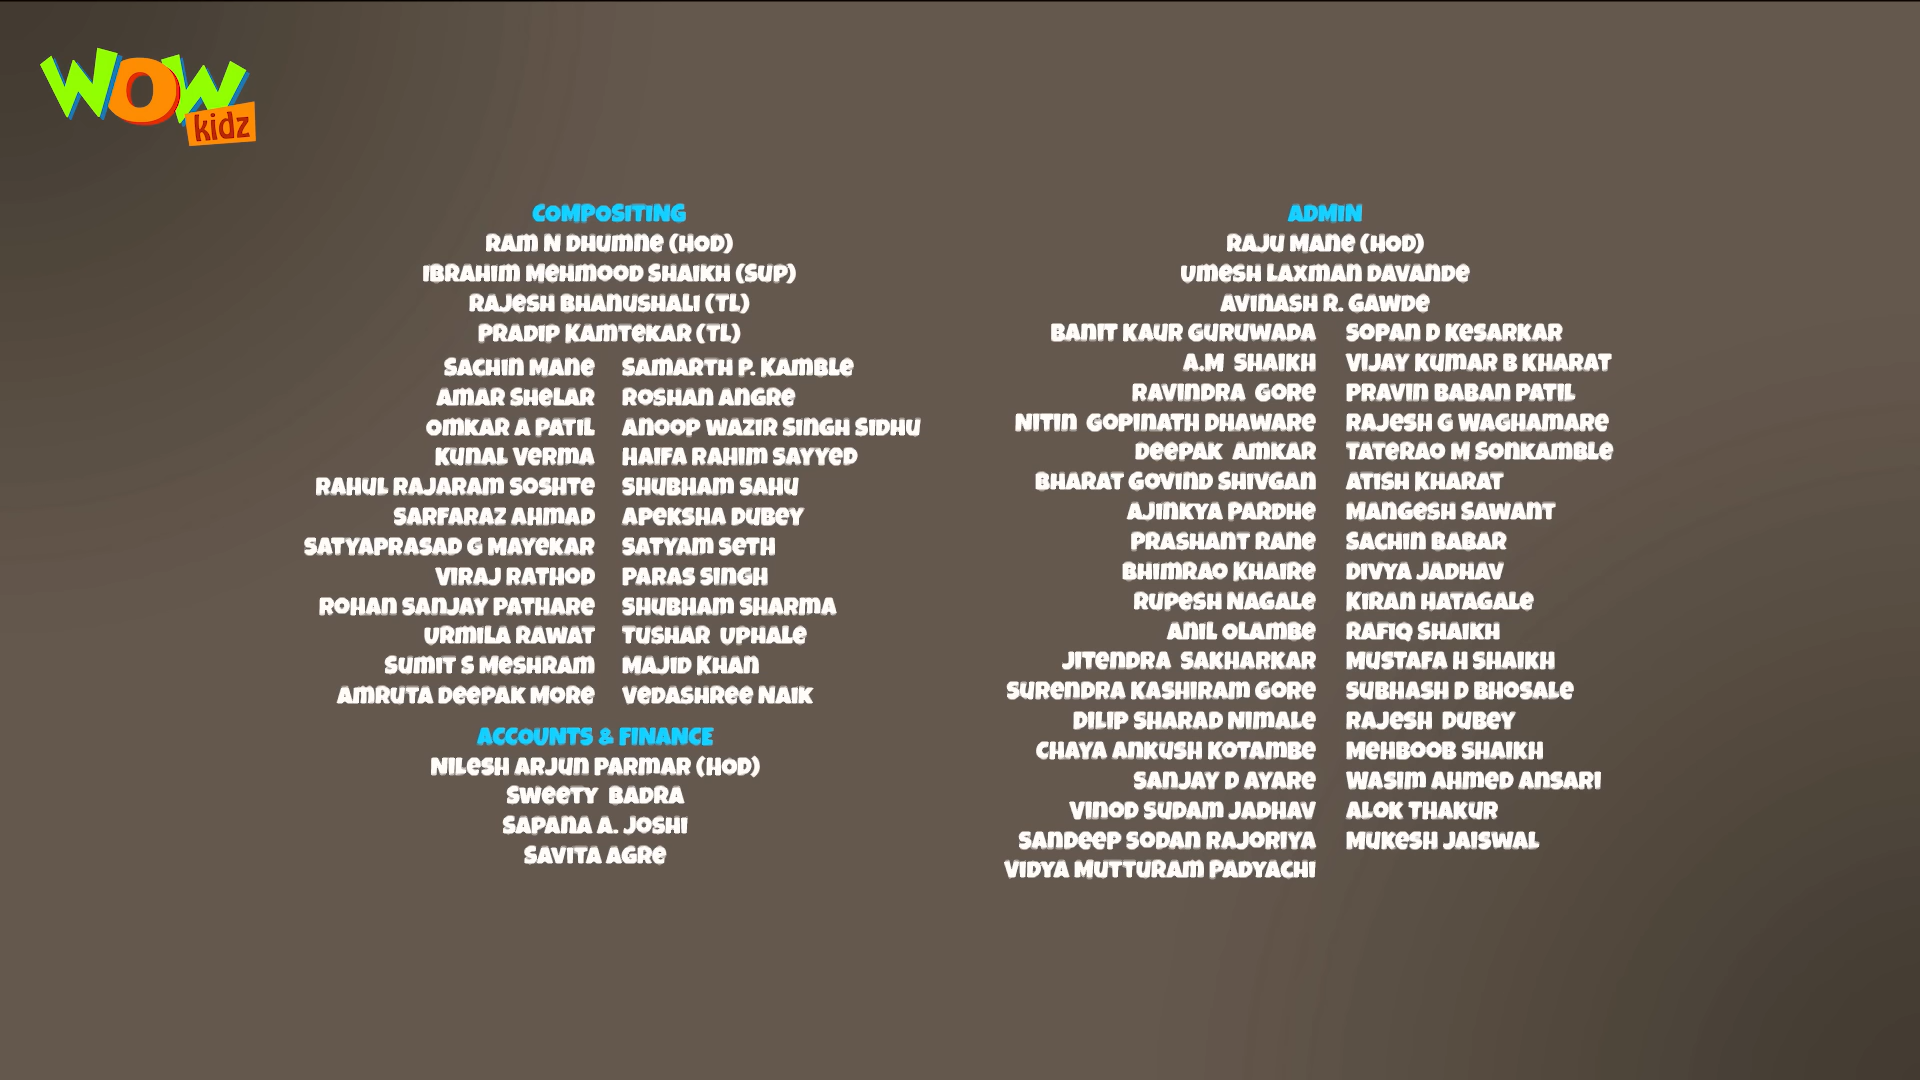 WOW
kidz
COMPOSITING
RAM N DHUMNE (HOD)
IBRAHIM MEHMOOD SHAIKH (SUP)
RAJESH BHANUSHALI (TL)
PRADIP KAMTEKAR (TL)
SACHIN MANE SAMARTH P. KAMBLE
AMAR SHELAR ROSHAN ANGRE
OMKAR A PATIL ANOOP WAZIR SINGH SIDHU
KUNAL VERMA HAIFA RAHIM SAYYED
RAHUL RAJARAM SOSHTE SHUBHAM SAHU
SARFARAZ AHMAD APEKSHA DUBEY
SATYAPRASAD G MAYEKAR SATYAM SETH
VIRAJ RATHOD PARAS SINGH
ROHAN SANJAY PATHARE SHUBHAM SHARMA
URMILA RAWAT TUSHAR UPHALE
SUMIT S MESHRAM MAJID KHAN
AMRUTA DEEPAK MORE VEDASHREE NAIK
ACCOUNTS & FINANCE
NILESH ARJUN PARMAR (HOD)
SWEETY BADRA
SAPANA A. JOSHI
SAVITA AGRE
ADMIN
RAJU MANE (HOD)
UMESH LAXMAN DAVANDE
AVINASH R. GAWDE
BANIT KAUR GURUWADA SOPAN D KESARKAR
A.M SHAIKH VIJAY KUMAR B KHARAT
RAVINDRA GORE PRAVIN BABAN PATIL
NITIN GOPINATH DHAWARE RAJESH G WAGHAMARE
DEEPAK AMKAR TATERAO M SONKAMBLE
BHARAT GOVIND SHIVGAN ATISH KHARAT
AJINKYA PARDHE MANGESH SAWANT
PRASHANT RANE SACHIN BABAR
BHIMRAO KHAIRE DIVYA JADHAV
RUPESH NAGALE KIRAN HATAGALE
ANIL OLAMBE RAFIQ SHAIKH
JITENDRA SAKHARKAR MUSTAFA H SHAIKH
SURENDRA KASHIRAM GORE SUBHASH D BHOSALE
DILIP SHARAD NIMALE RAJESH DUBEY
CHAYA ANKUSH KOTAMBE MEHBOOB SHAIKH
SANJAY D AYARE WASIM AHMED ANSARI
VINOD SUDAM JADHAV ALOK THAKUR
SANDEEP SODAN RAJORIYA MUKESH JAISWAL
VIDYA MUTTURAM PADYACHI